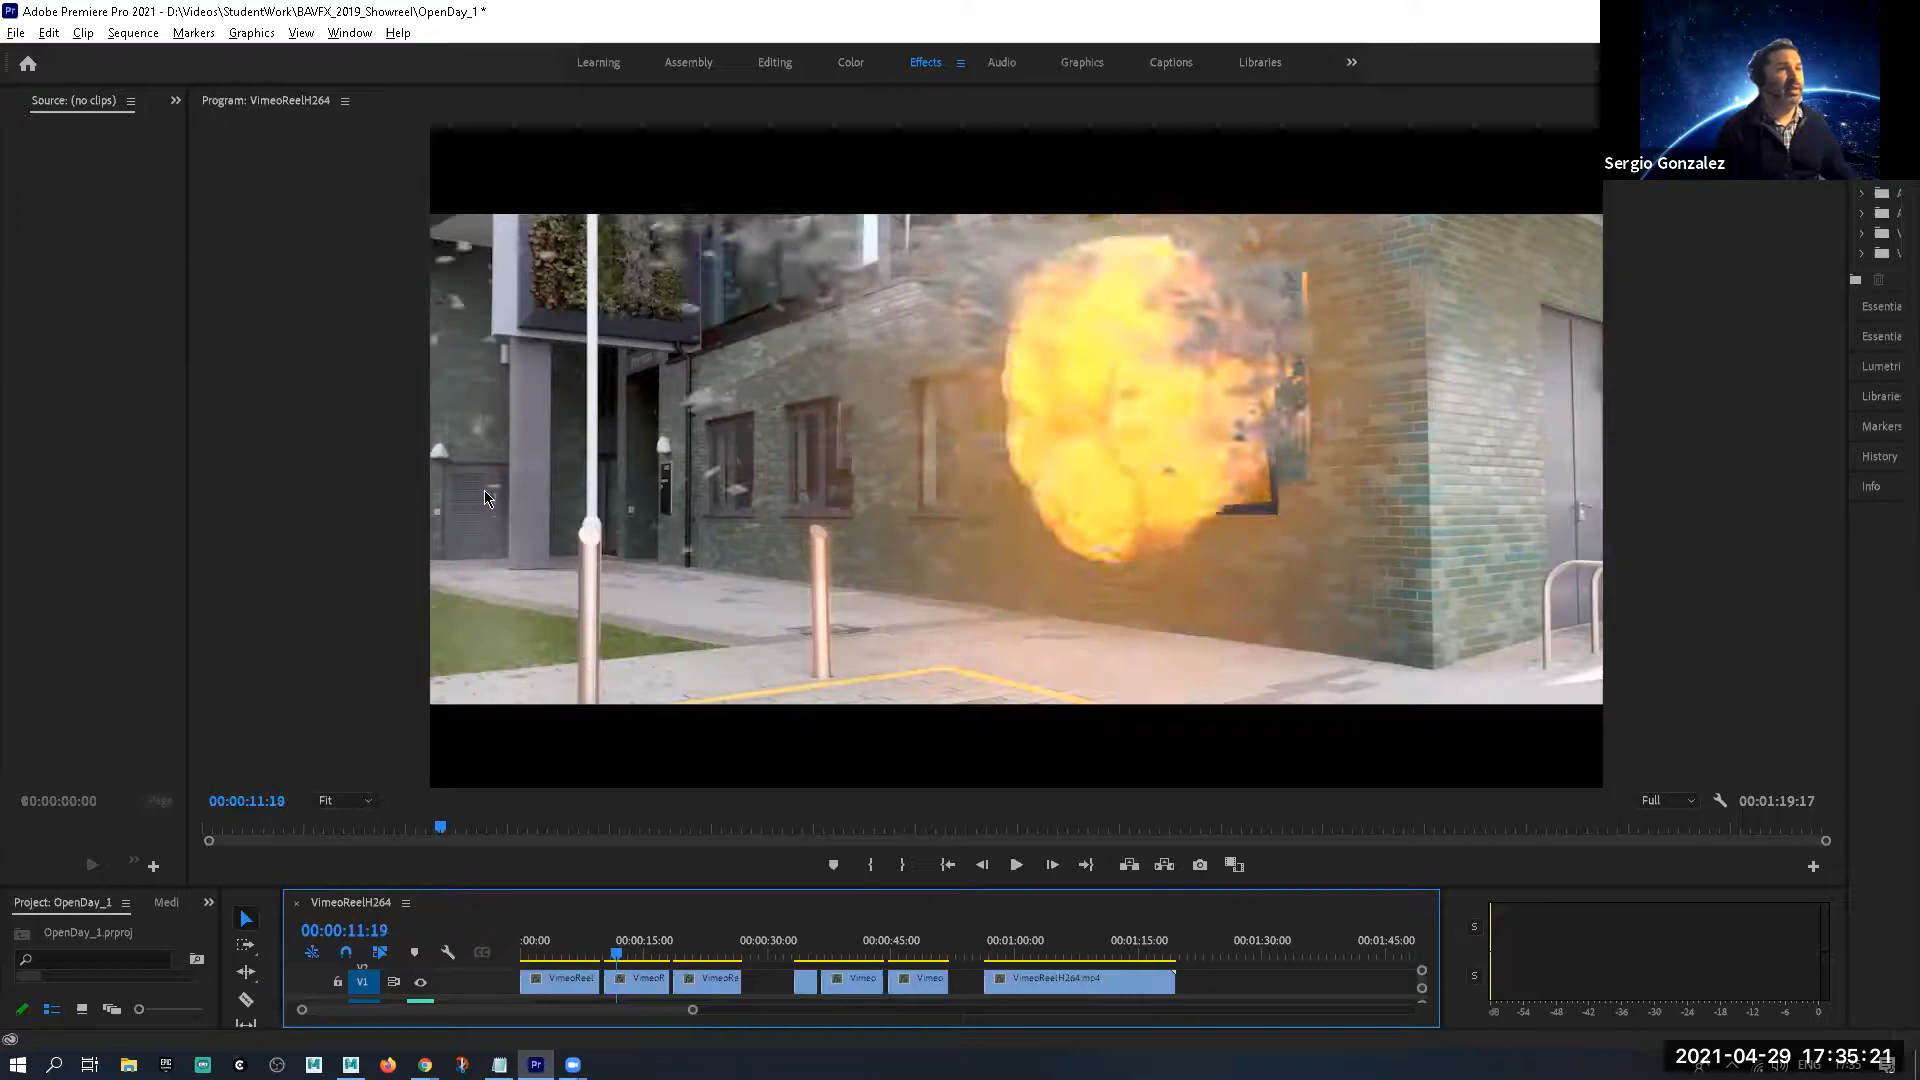 Adobe Premiere Pro 2021 - D:\Videos\StudentWork\BAVFX_2019_Showreel\OpenDay_1 *
File Edit Clip Sequence Markers Graphics View Window Help
Learning Assembly Editing Color Effects Audio Graphics Captions Libraries
Sergio Gonzalez
Source: (no clips) Program: VimeoReelH264
Essentia
Essentia
Lumetri
Librarie
Markers
History
Info
00:00:00:00 Page 00:00:11:18 Fit Full 00:01:19:17
Project: OpenDay_1 Medi
OpenDay_1.prproj
VimeoReelH264
00:00:11:19
:00:00 00:00:15:00 00:00:30:00 00:00:45:00 00:01:00:00 00:01:15:00 00:01:30:00 00:01:45:00
V1 VimeoReel VimeoR VimeoRe Vimeo Vimeo VimeoReelH264.mp4
S
S
dB -54 -48 -42 -36 -30 -24 -18 -12 -6 0
2021-04-29 17:35:21